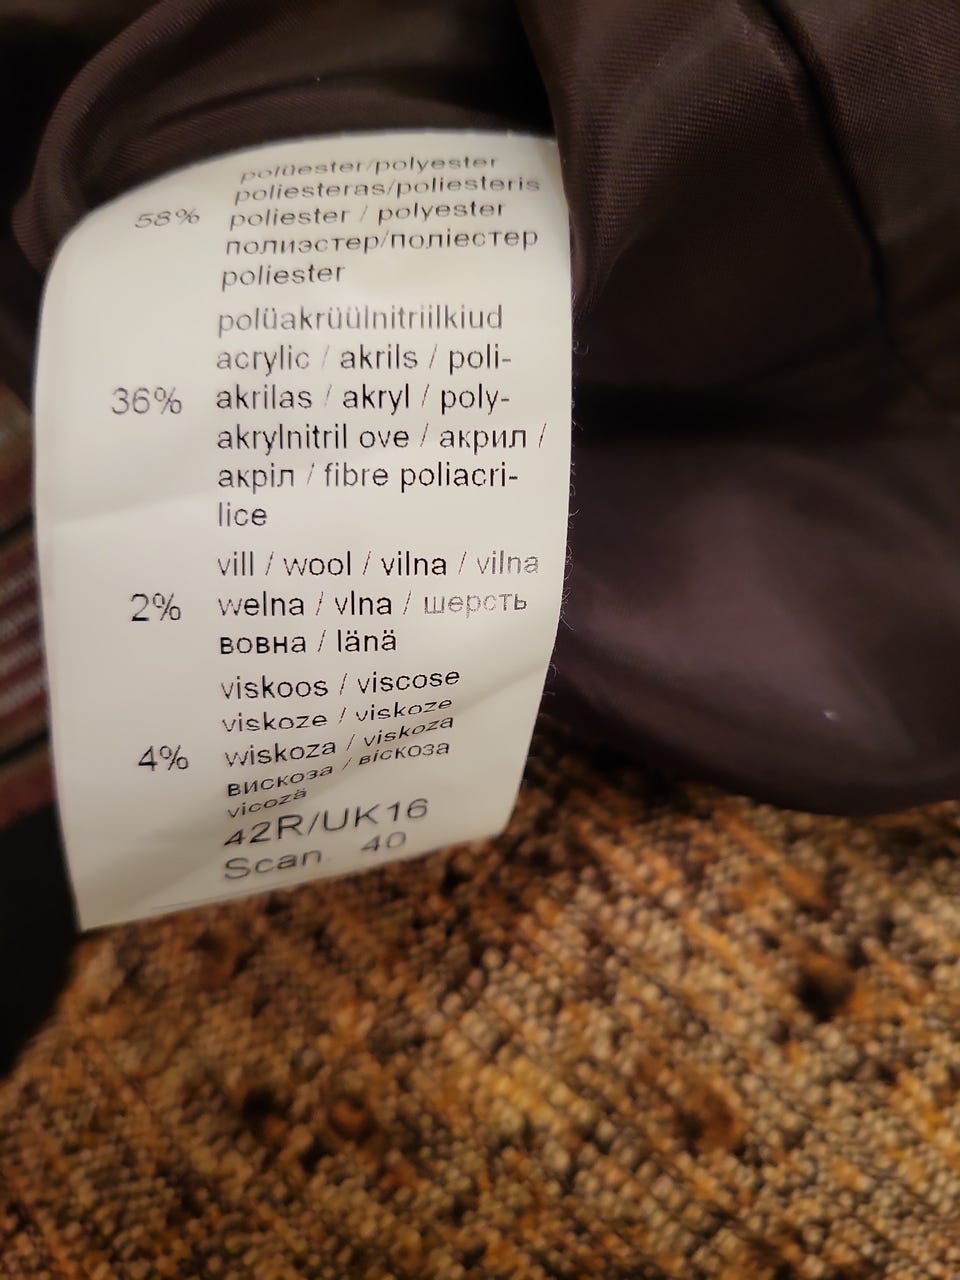 polüester/polyester
poliesteras/poliesteris
58% poliester / polyester
полиэстер/поліестер
poliester
polüakrüülnitriilkiud
acrylic / akrils / poli-
36% akrilas / akryl / poly-
akrylnitril ove / акрил /
акріл / fibre poliacri-
lice
vill / wool / vilna / vilna
2% welna / vlna / шерсть
вовна / länä
viskoos / viscose
viskoze / viskoze
4% wiskoza / viskoza
вискоза / віскоза
vicoză
42R/UK16
Scan. 40